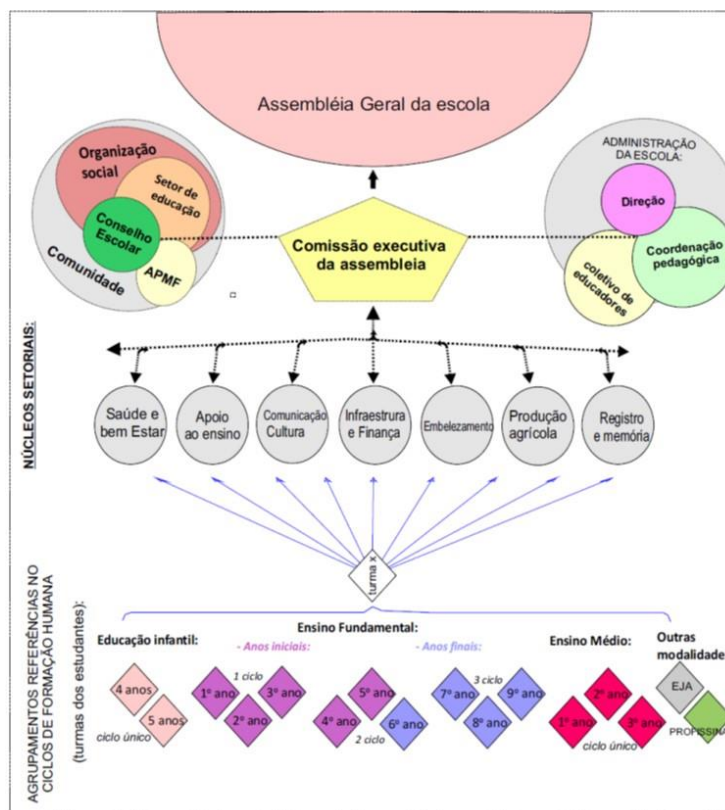 Assembléia Geral da escola
Organização
social
Setor de
educação
Conselho
Escolar
Comunidade
APMF
Comissão executiva
da assembleia
ADMINISTRAÇÃO
DA ESCOLA:
Direção
Coordenação
pedagógica
coletivo de
educadores
NÚCLEOS SETORIAIS:
Saúde e
bem Estar
Apoio
ao ensino
Comunicação
Cultura
Infraestrura
e Finança
Embelezamento
Produção
agrícola
Registro
e memória
turma x
AGRUPAMENTOS REFERÊNCIAS NO
CICLOS DE FORMAÇÃO HUMANA
(turmas dos estudantes):
Educação infantil:
4 anos
5 anos
ciclo único
Ensino Fundamental:
- Anos iniciais:
1 ciclo
1º ano
3º ano
2º ano
5º ano
4º ano
6º ano
2 ciclo
- Anos finais:
7º ano
3 ciclo
9º ano
8º ano
Ensino Médio:
2º ano
1º ano
3º ano
ciclo único
Outras
modalidade
EJA
PROFISSINA